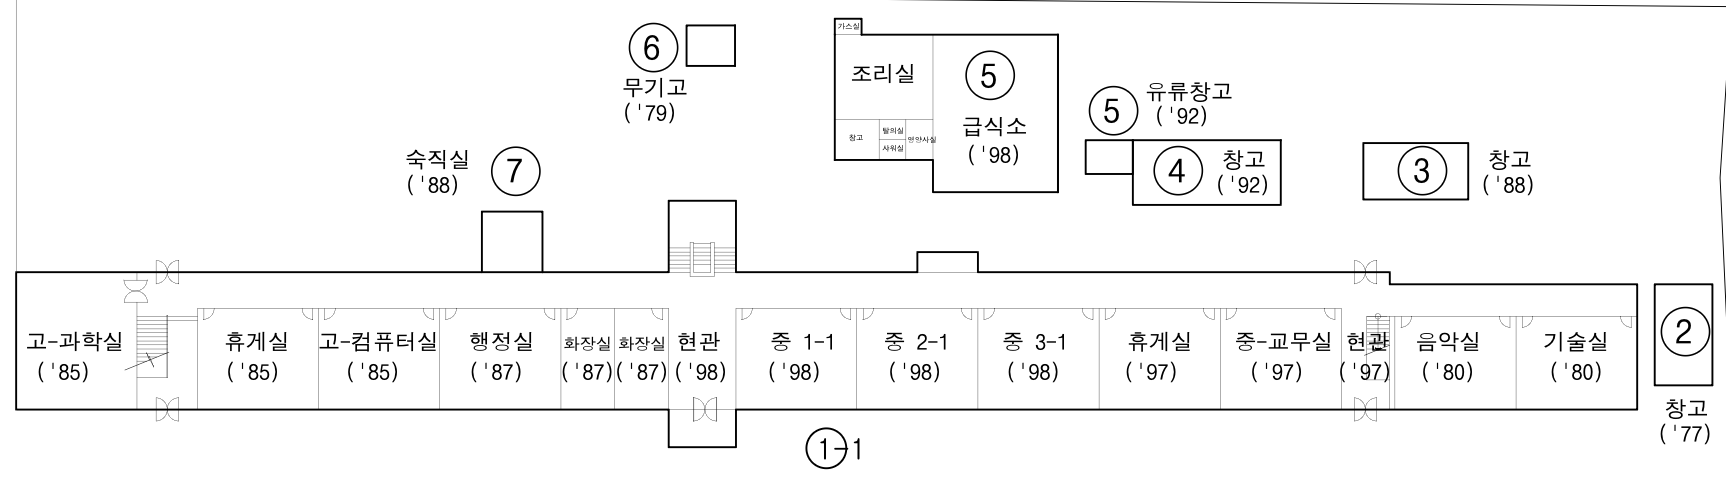 가스실
6
조리실
5
무기고
('79)
5
유류창고
('92)
급식소
('98)
창고
탈의실
샤워실
영양사실
숙직실
('88)
7
4
창고
('92)
3
창고
('88)
고-과학실
('85)
휴게실
('85)
고-컴퓨터실
('85)
행정실
('87)
화장실
('87)
화장실
('87)
현관
('98)
중 1-1
('98)
중 2-1
('98)
중 3-1
('98)
휴게실
('97)
중-교무실
('97)
현관
('97)
음악실
('80)
기술실
('80)
2
창고
('77)
1-1